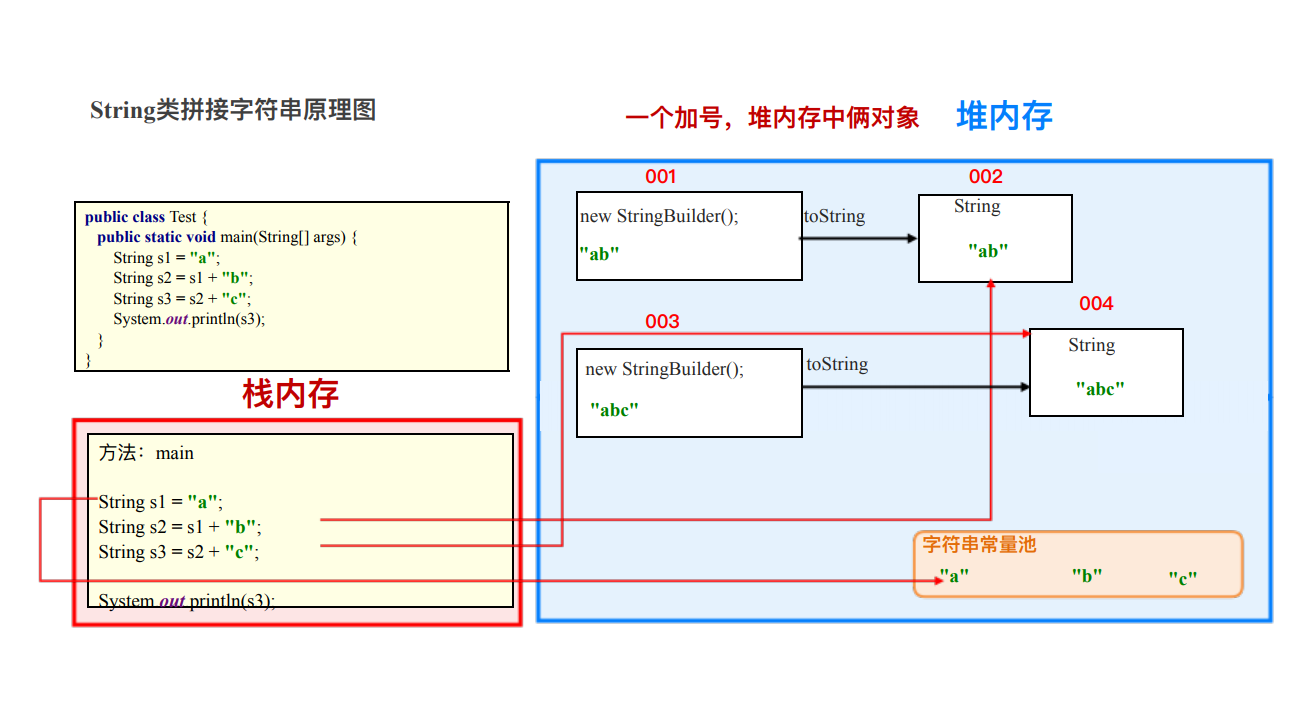 String类拼接字符串原理图
一个加号，堆内存中俩对象
堆内存
public class Test {
public static void main(String[] args) {
String s1 = "a";
String s2 = s1 + "b";
String s3 = s2 + "c";
System.out.println(s3);
}
}
栈内存
方法：main
String s1 = "a";
String s2 = s1 + "b";
String s3 = s2 + "c";
System.out.println(s3);
001
new StringBuilder();
"ab"
toString
002
String
"ab"
003
new StringBuilder();
"abc"
toString
004
String
"abc"
字符串常量池
"a" "b" "c"